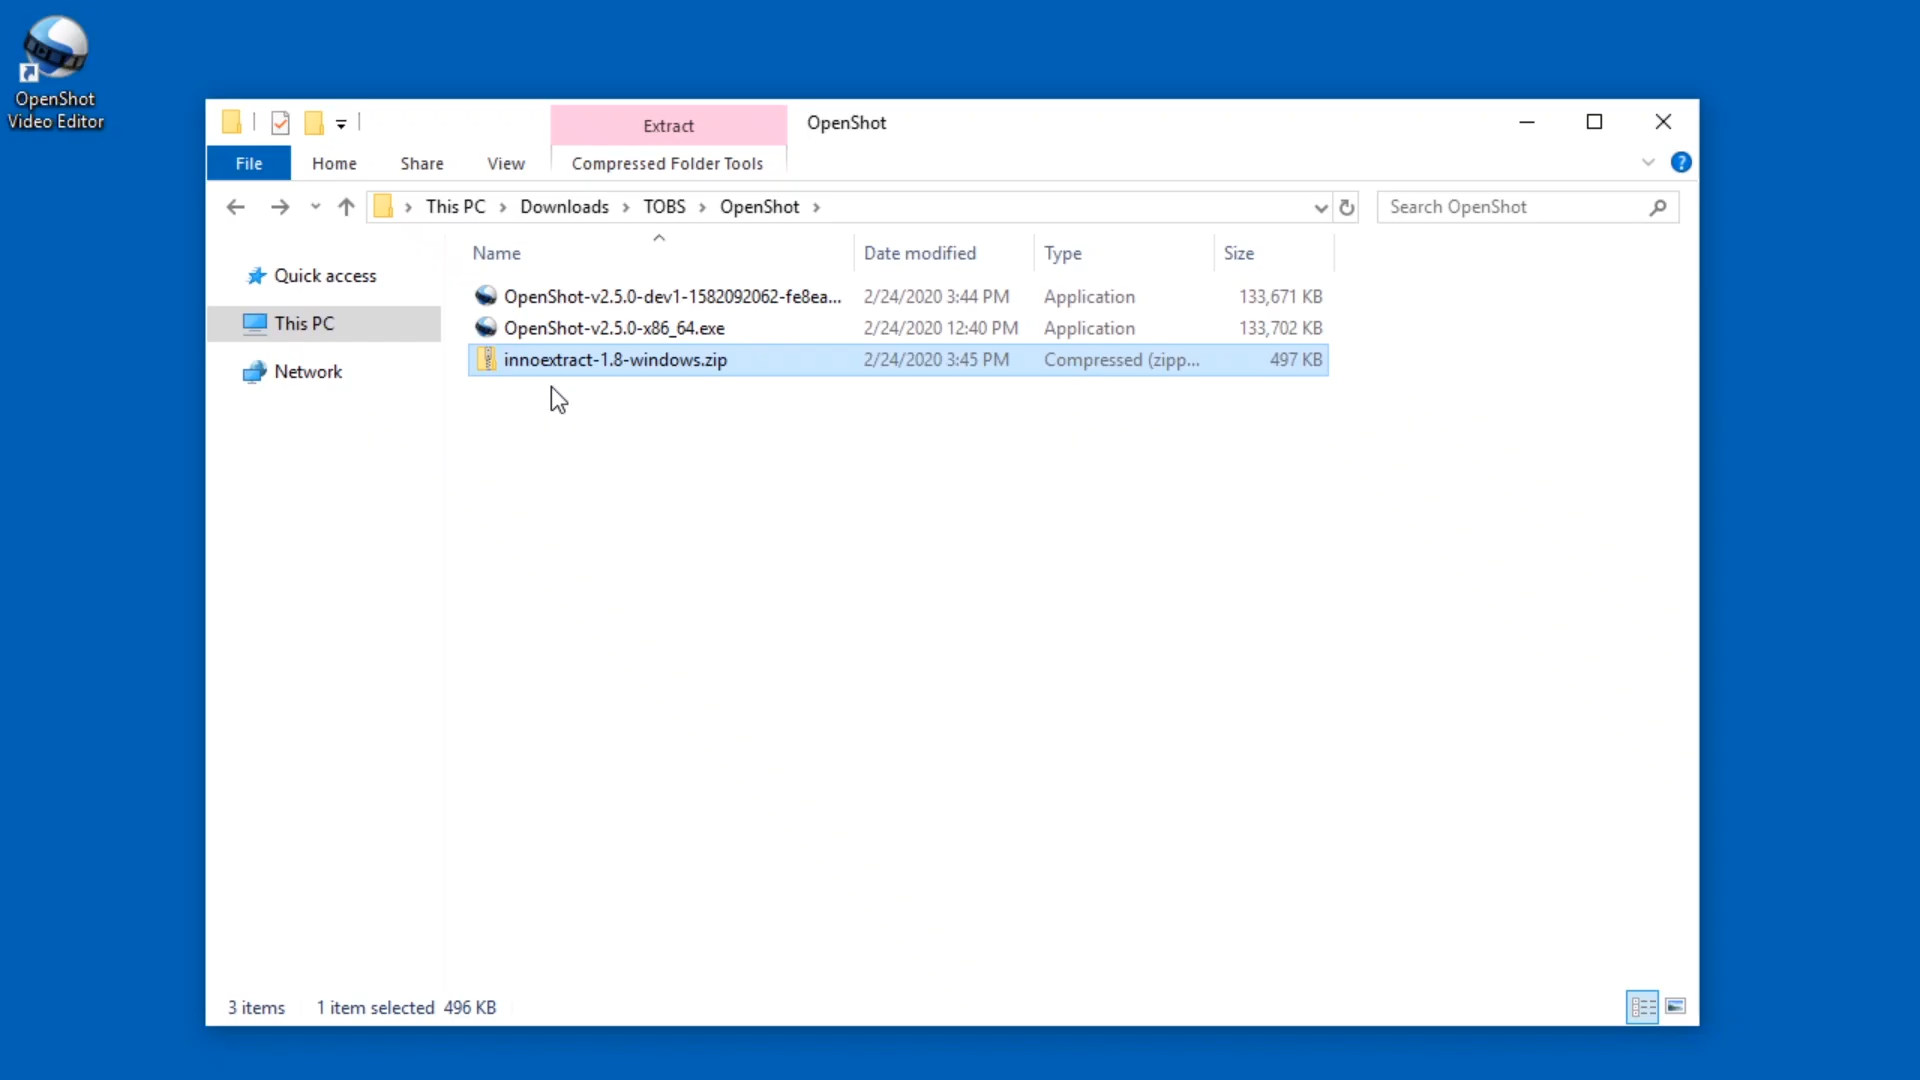 OpenShot
Video Editor
Extract
OpenShot
File
Home
Share
View
Compressed Folder Tools
This PC
Downloads
TOBS
OpenShot
Search OpenShot
Name
Date modified
Type
Size
Quick access
This PC
Network
OpenShot-v2.5.0-dev1-1582092062-fe8ea... 2/24/2020 3:44 PM Application 133,671 KB
OpenShot-v2.5.0-x86_64.exe 2/24/2020 12:40 PM Application 133,702 KB
innoextract-1.8-windows.zip 2/24/2020 3:45 PM Compressed (zipp... 497 KB
3 items 1 item selected 496 KB